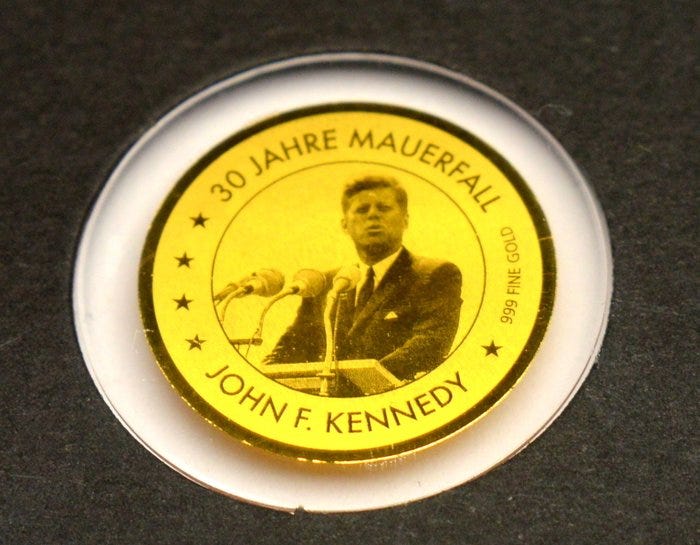 30 JAHRE MAUERFALL
999 FINE GOLD
JOHN F. KENNEDY